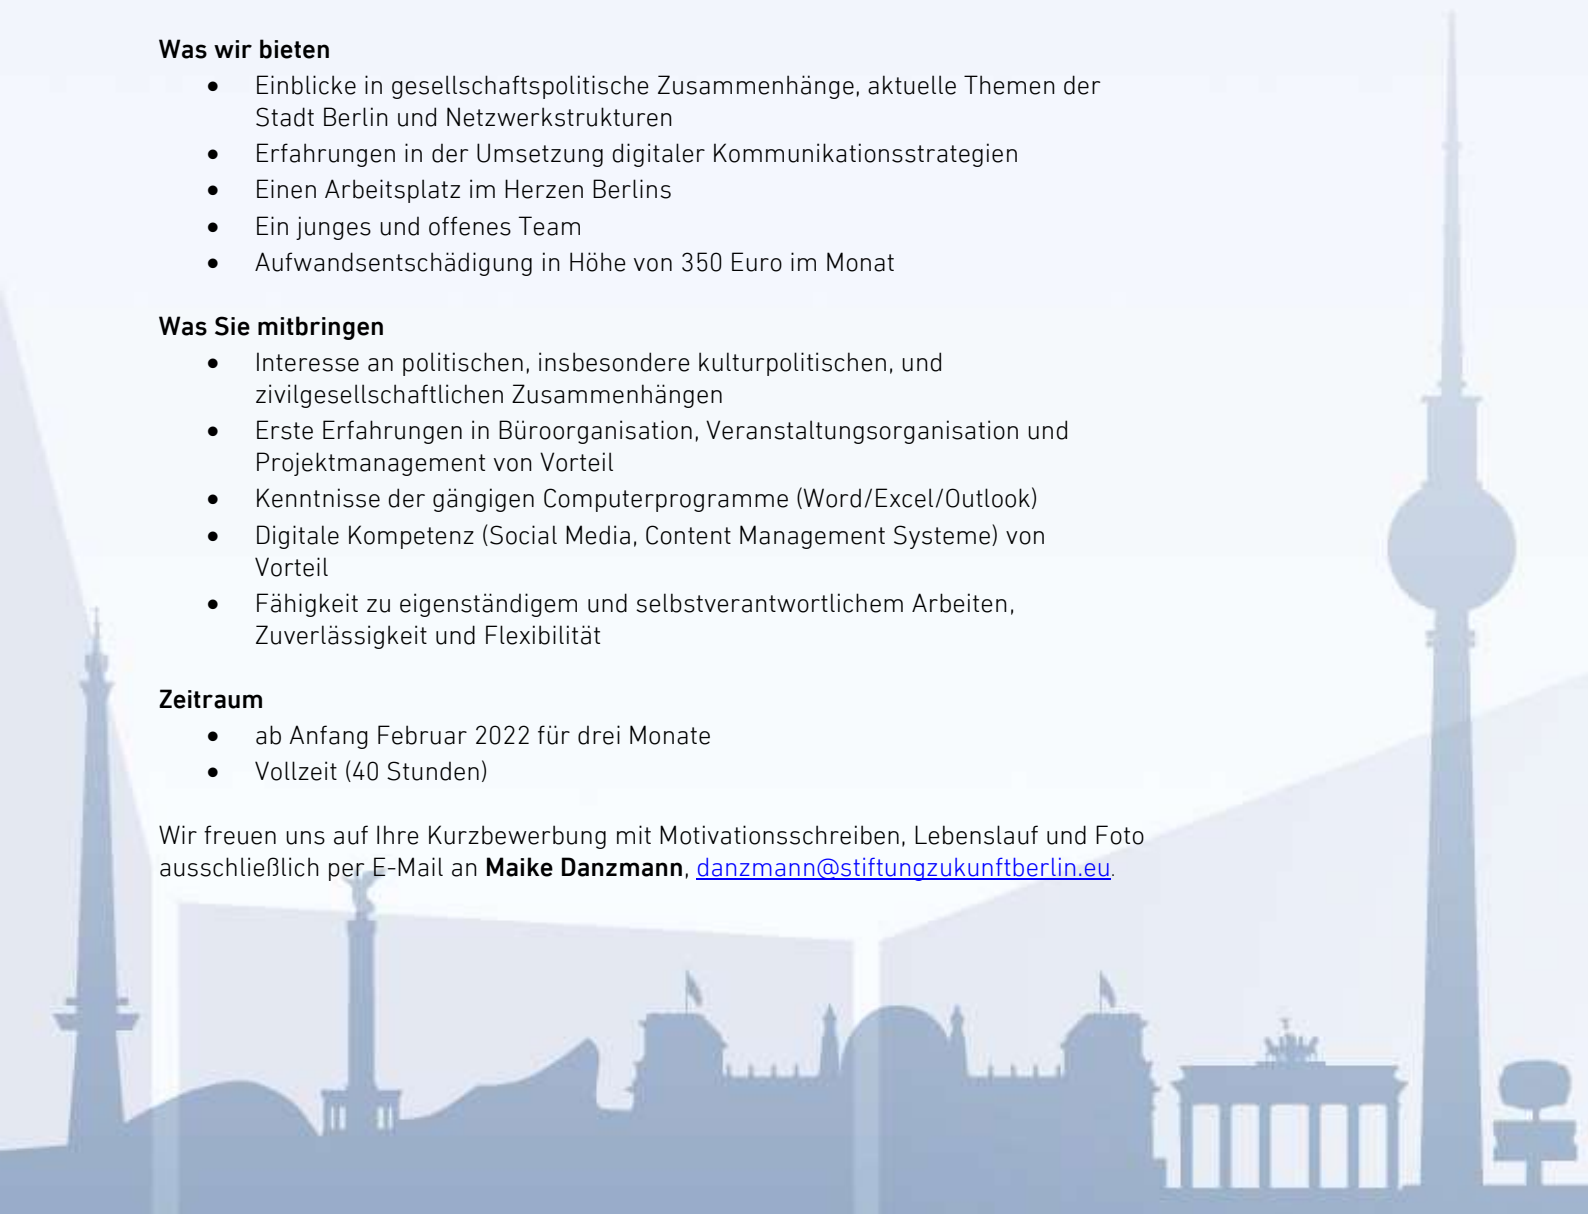 Was wir bieten
• Einblicke in gesellschaftspolitische Zusammenhänge, aktuelle Themen der
Stadt Berlin und Netzwerkstrukturen
• Erfahrungen in der Umsetzung digitaler Kommunikationsstrategien
• Einen Arbeitsplatz im Herzen Berlins
• Ein junges und offenes Team
• Aufwandsentschädigung in Höhe von 350 Euro im Monat
Was Sie mitbringen
• Interesse an politischen, insbesondere kulturpolitischen, und
zivilgesellschaftlichen Zusammenhängen
• Erste Erfahrungen in Büroorganisation, Veranstaltungsorganisation und
Projektmanagement von Vorteil
• Kenntnisse der gängigen Computerprogramme (Word/Excel/Outlook)
• Digitale Kompetenz (Social Media, Content Management Systeme) von
Vorteil
• Fähigkeit zu eigenständigem und selbstverantwortlichem Arbeiten,
Zuverlässigkeit und Flexibilität
Zeitraum
• ab Anfang Februar 2022 für drei Monate
• Vollzeit (40 Stunden)
Wir freuen uns auf Ihre Kurzbewerbung mit Motivationsschreiben, Lebenslauf und Foto
ausschließlich per E-Mail an Maike Danzmann, danzmann@stiftungzukunftberlin.eu.